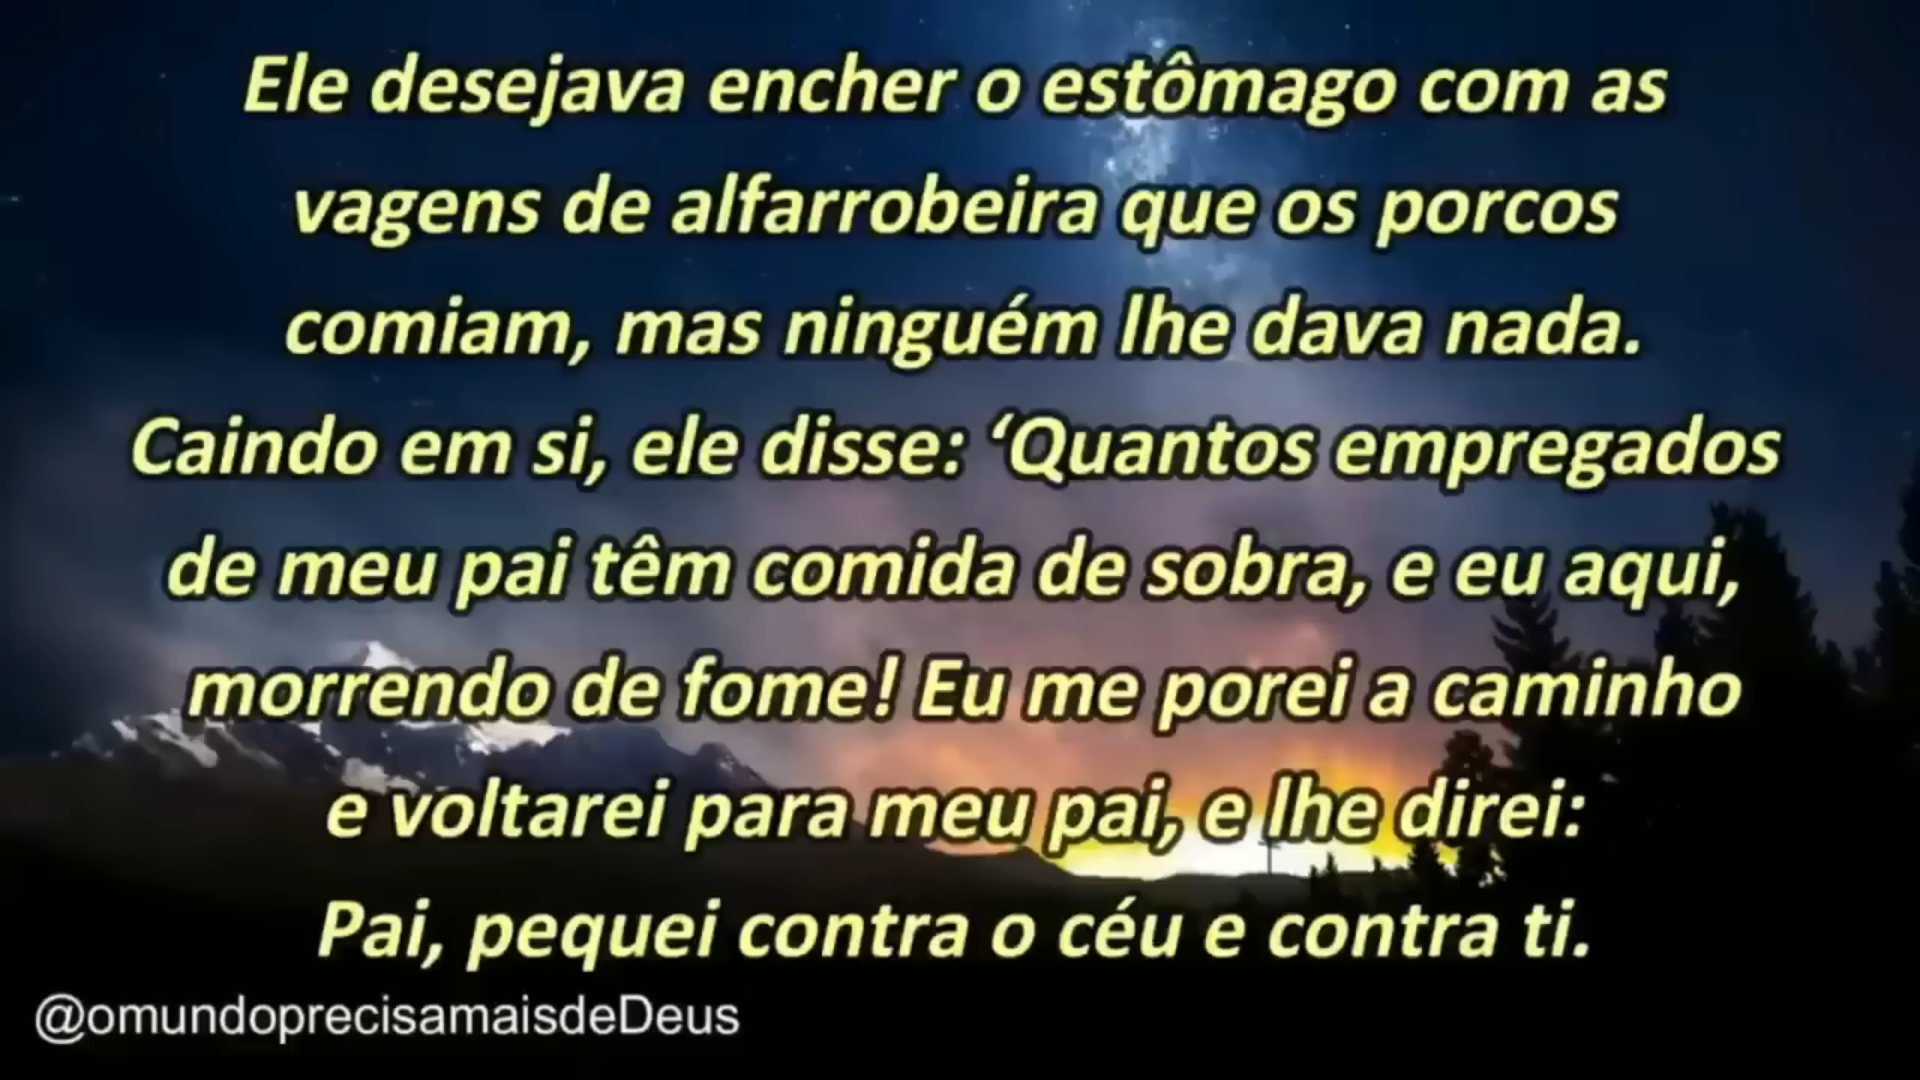 Ele desejava encher o estômago com as
vagens de alfarrobeira que os porcos
comiam, mas ninguém lhe dava nada.
Caindo em si, ele disse: ‘Quantos empregados
de meu pai têm comida de sobra, e eu aqui,
morrendo de fome! Eu me porei a caminho
e voltarei para meu pai, e lhe direi:
Pai, pequei contra o céu e contra ti.
@omundoprecisamaisdeDeus